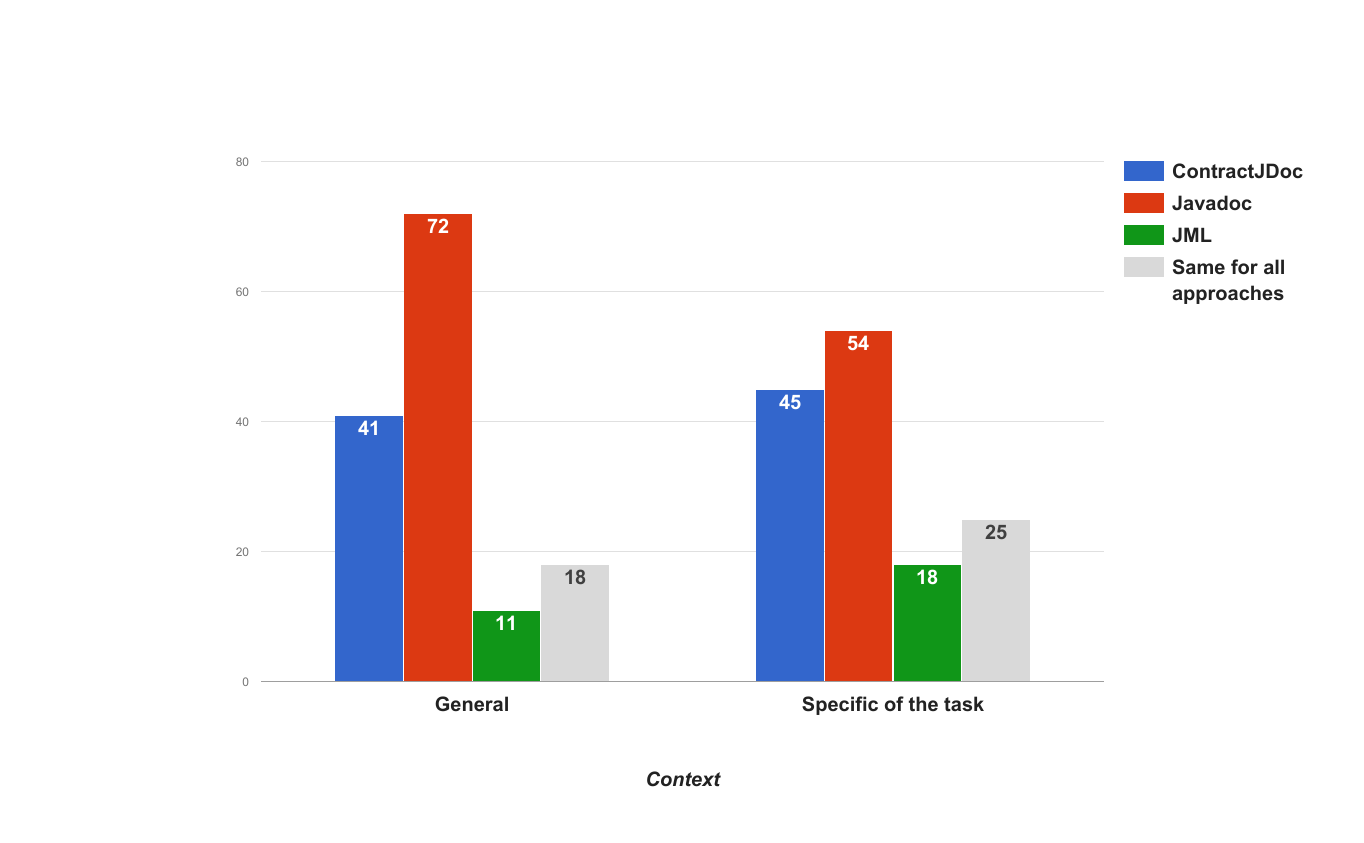 80
60
40
20
0
72
41
11
18
54
45
18
25
General
Specific of the task
Context
ContractJDoc
Javadoc
JML
Same for all
approaches